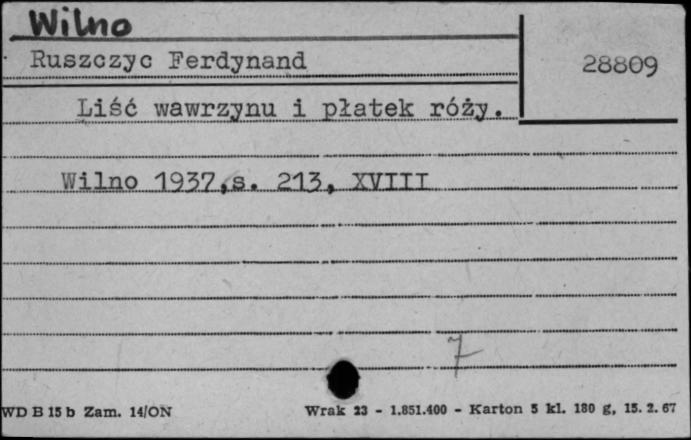 Wilno
Ruszczyc Ferdynand
28809
Liść wawrzynu i płatek róży.
Wilno 1937,s. 213, XVIII
7
WD B 15 b Zam. 14/ON
Wrak 23 - 1.851.400 - Karton 5 kl. 180 g, 15. 2. 67